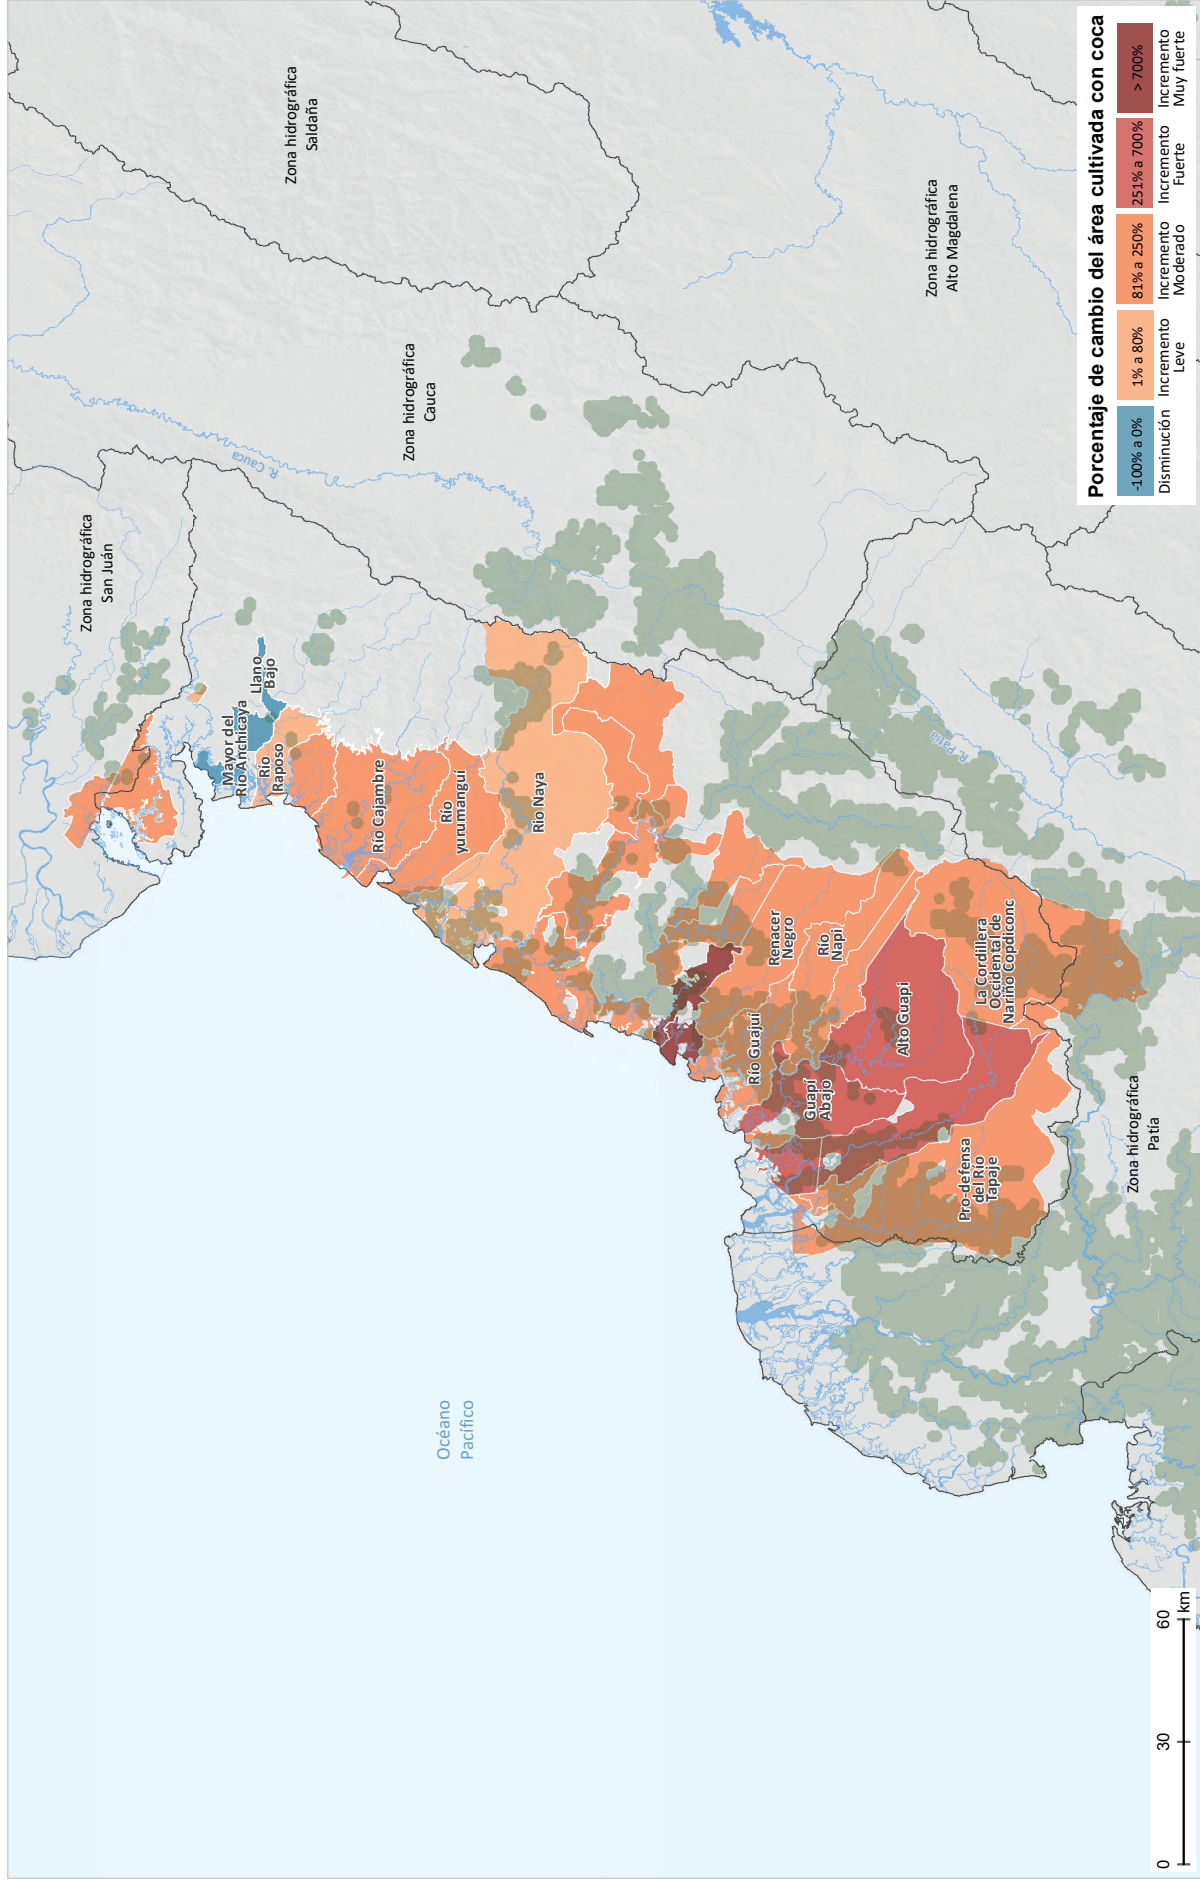 Zona hidrográfica
San Juán
Zona hidrográfica
Saldaña
Zona hidrográfica
Cauca
R. Cauca
Zona hidrográfica
Alto Magdalena
Mayor del
Río Anchicaya
Llano
Bajo
Río
Raposo
Río Cajambre
Río
yurumangui
Río Naya
Renacer
Negro
Río
Napi
Río Guajuí
Guapí
Abajo
Alto Guapi
La Cordillera
Occidental de
Nariño Copdiconc
Pro-defensa
del Río
Tapaje
R. Patía
Zona hidrográfica
Patía
Océano
Pacífico
Porcentaje de cambio del área cultivada con coca
-100% a 0%
1% a 80%
81% a 250%
251% a 700%
> 700%
Disminución
Incremento
Leve
Incremento
Moderado
Incremento
Fuerte
Incremento
Muy fuerte
0
30
60
km